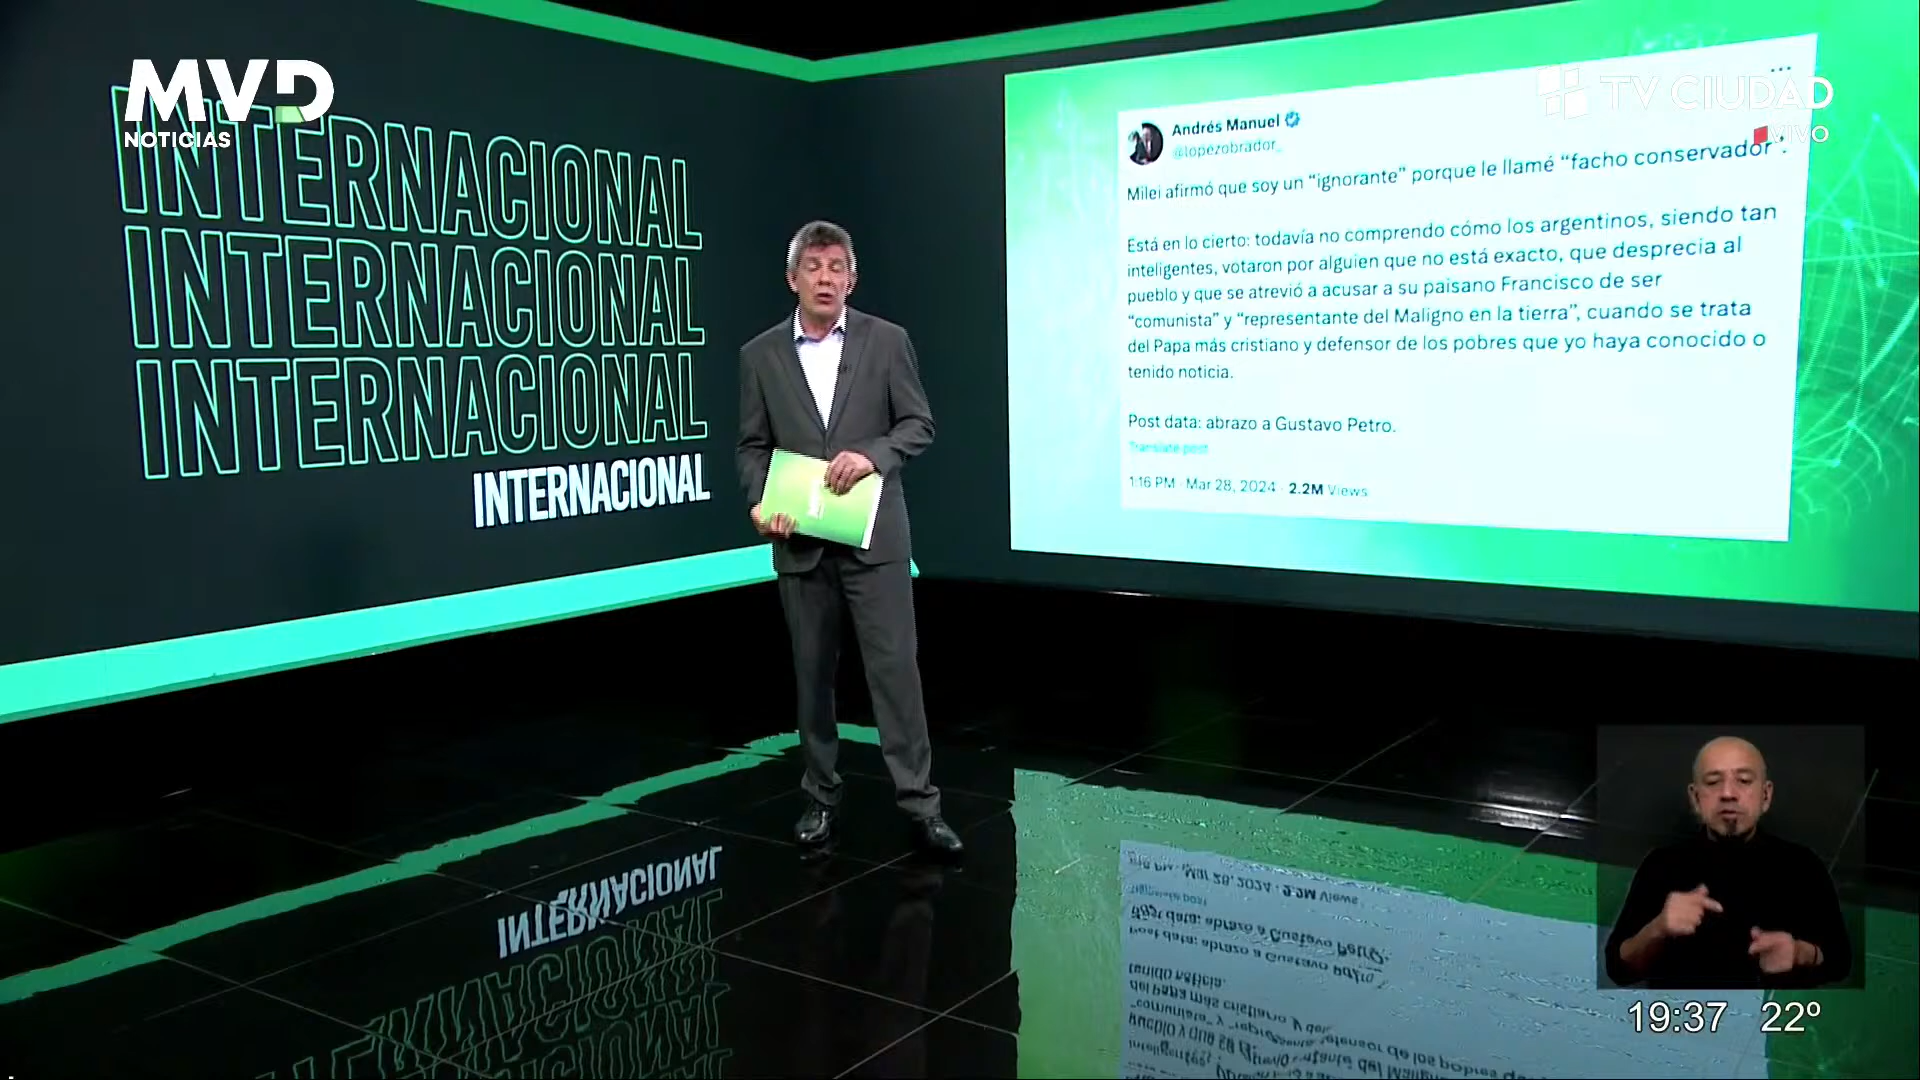 MVD
NOTICIAS
INTERNACIONAL
INTERNACIONAL
INTERNACIONAL
INTERNACIONAL
TV CIUDAD
VIVO
Andrés Manuel
@lopezobrador_
Milei afirmó que soy un “ignorante” porque le llamé “facho conservador”.
Está en lo cierto: todavía no comprendo cómo los argentinos, siendo tan
inteligentes, votaron por alguien que no está exacto, que desprecia al
pueblo y que se atrevió a acusar a su paisano Francisco de ser
“comunista” y “representante del Maligno en la tierra”, cuando se trata
del Papa más cristiano y defensor de los pobres que yo haya conocido o
tenido noticia.
Post data: abrazo a Gustavo Petro.
Translate post
1:16 PM · Mar 28, 2024 · 2.2M Views
19:37 22º